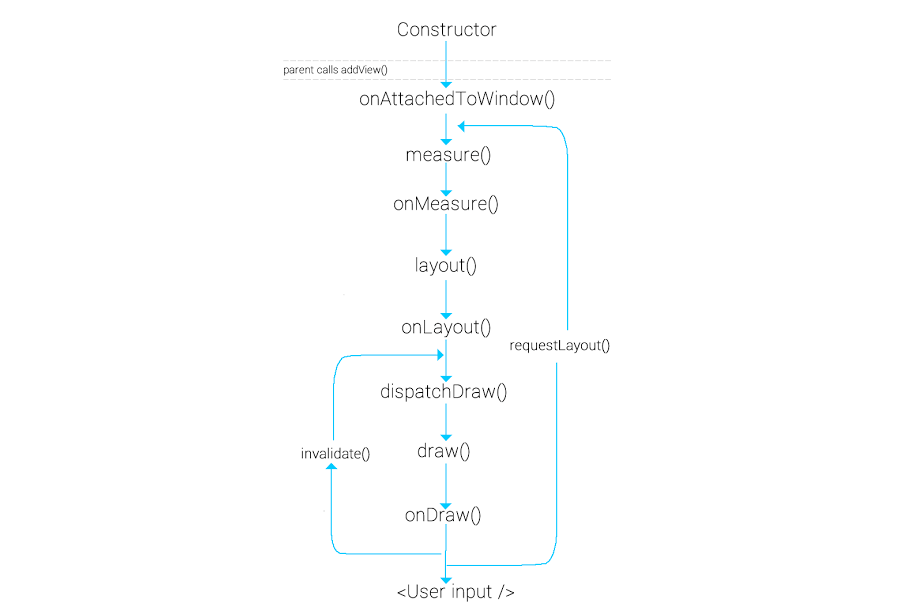 Constructor
parent calls addView()
onAttachedToWindow()
measure()
onMeasure()
layout()
onLayout()
requestLayout()
dispatchDraw()
draw()
invalidate()
onDraw()
<User input />